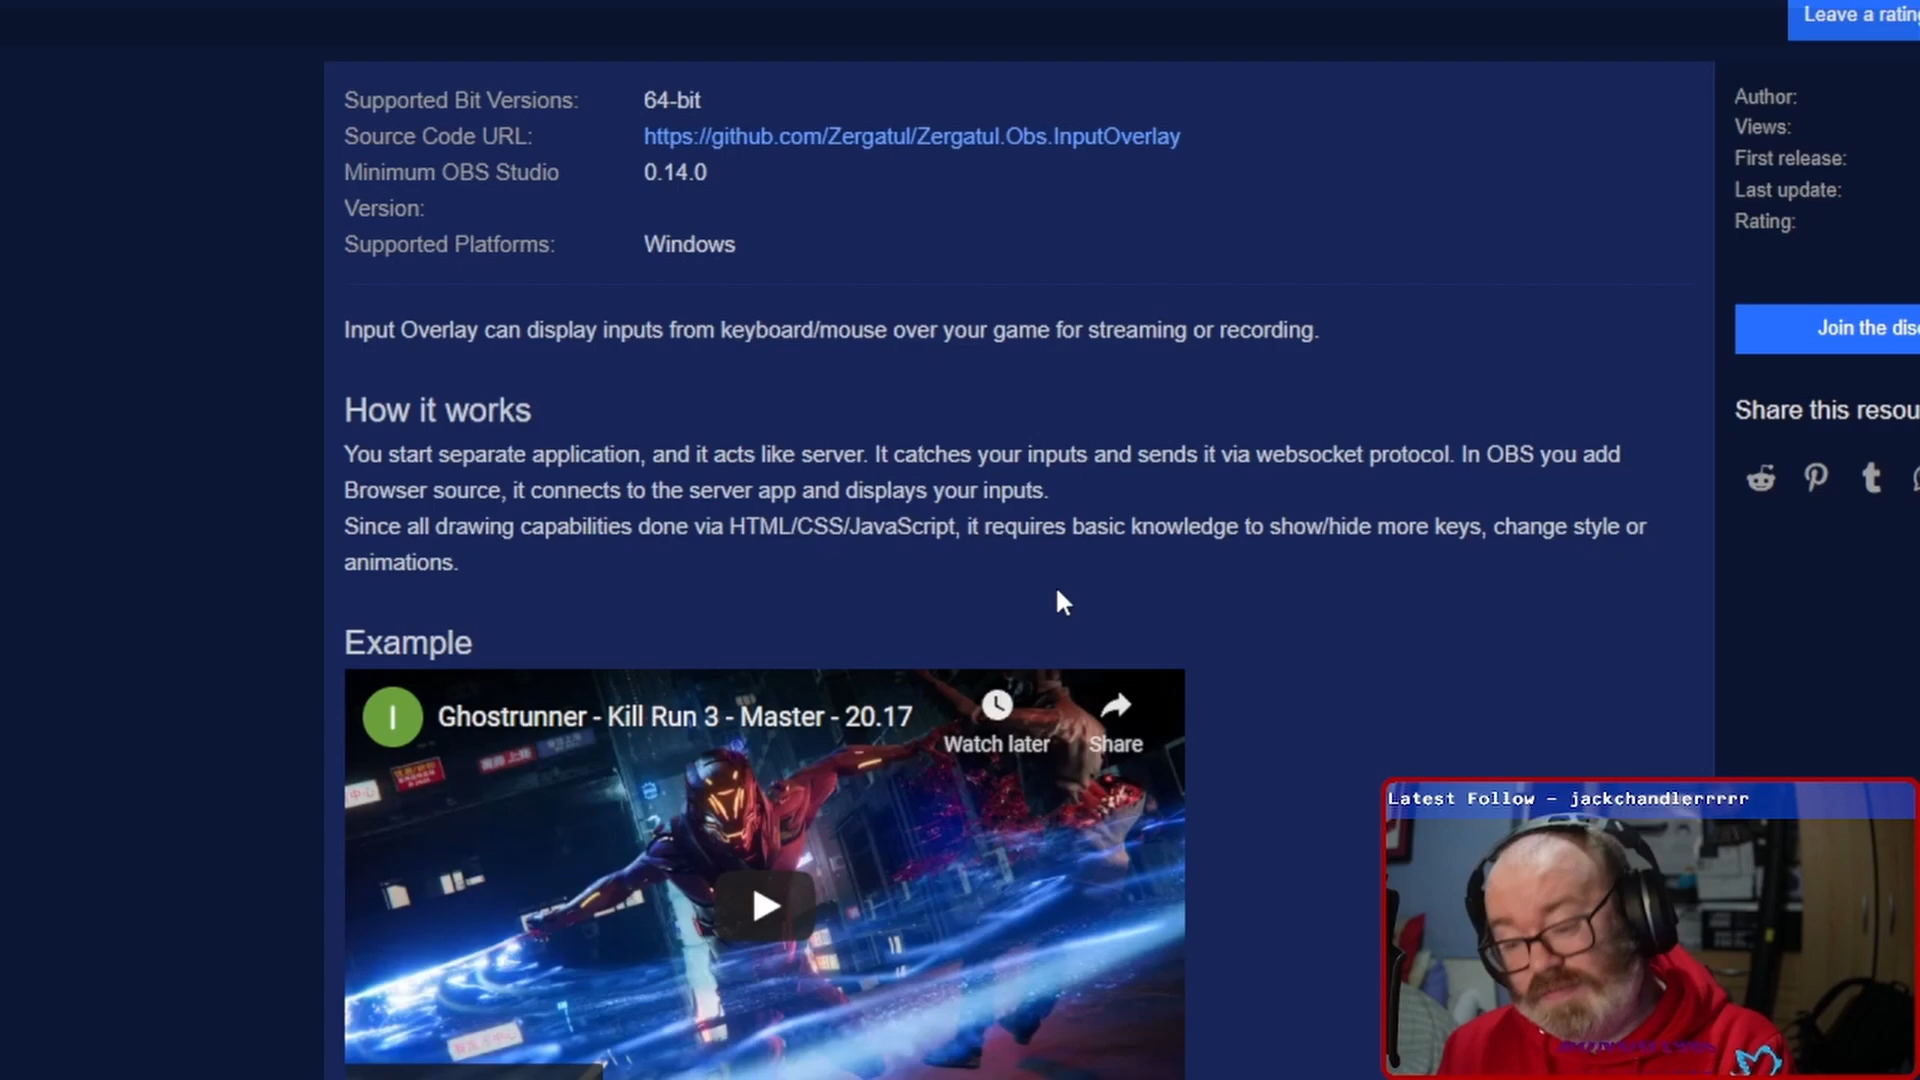 Leave a rating
Supported Bit Versions: 64-bit
Source Code URL: https://github.com/Zergatul/Zergatul.Obs.InputOverlay
Minimum OBS Studio Version: 0.14.0
Supported Platforms: Windows
Author:
Views:
First release:
Last update:
Rating:
Input Overlay can display inputs from keyboard/mouse over your game for streaming or recording.
Join the disc
How it works
You start separate application, and it acts like server. It catches your inputs and sends it via websocket protocol. In OBS you add
Browser source, it connects to the server app and displays your inputs.
Since all drawing capabilities done via HTML/CSS/JavaScript, it requires basic knowledge to show/hide more keys, change style or
animations.
Share this resou
Example
I
Ghostrunner - Kill Run 3 - Master - 20.17
Watch later
Share
Latest Follow - jackchandlerrrrr